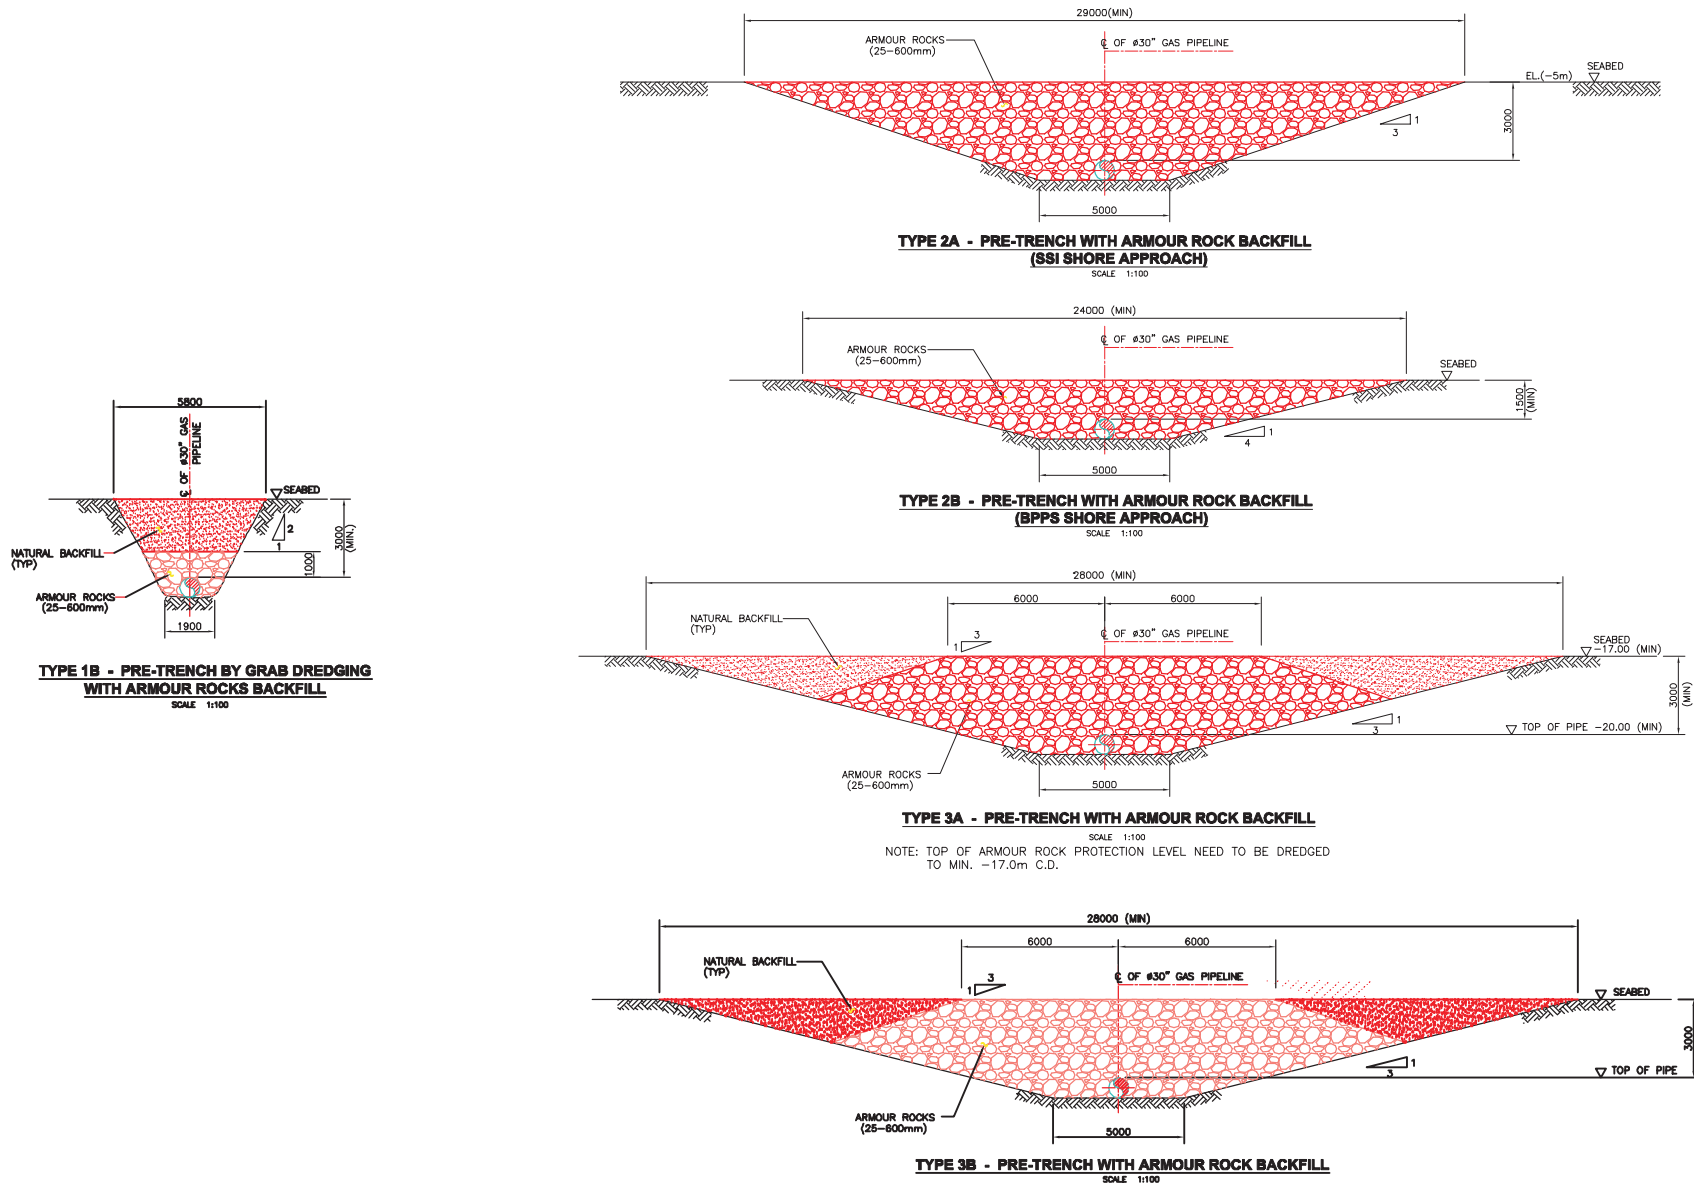 5800
℄ OF ø30" GAS
PIPELINE
SEABED
2
1
3000
(MIN.)
1000
NATURAL BACKFILL
(TYP)
ARMOUR ROCKS
(25-600mm)
1900
TYPE 1B - PRE-TRENCH BY GRAB DREDGING
WITH ARMOUR ROCKS BACKFILL
SCALE 1:100
29000(MIN)
ARMOUR ROCKS
(25-600mm)
℄ OF ø30" GAS PIPELINE
EL.(-5m)
SEABED
3000
1
3
5000
TYPE 2A - PRE-TRENCH WITH ARMOUR ROCK BACKFILL
(SSI SHORE APPROACH)
SCALE 1:100
24000 (MIN)
℄ OF ø30" GAS PIPELINE
ARMOUR ROCKS
(25-600mm)
SEABED
1500
(MIN)
1
4
5000
TYPE 2B - PRE-TRENCH WITH ARMOUR ROCK BACKFILL
(BPPS SHORE APPROACH)
SCALE 1:100
28000 (MIN)
6000
6000
NATURAL BACKFILL
(TYP)
3
1
℄ OF ø30" GAS PIPELINE
SEABED
-17.00 (MIN)
3000
(MIN)
1
3
TOP OF PIPE -20.00 (MIN)
ARMOUR ROCKS
(25-600mm)
5000
TYPE 3A - PRE-TRENCH WITH ARMOUR ROCK BACKFILL
SCALE 1:100
NOTE: TOP OF ARMOUR ROCK PROTECTION LEVEL NEED TO BE DREDGED
TO MIN. -17.0m C.D.
28000 (MIN)
6000
6000
NATURAL BACKFILL
(TYP)
3
1
℄ OF ø30" GAS PIPELINE
SEABED
3000
1
3
TOP OF PIPE
ARMOUR ROCKS
(25-600mm)
5000
TYPE 3B - PRE-TRENCH WITH ARMOUR ROCK BACKFILL
SCALE 1:100